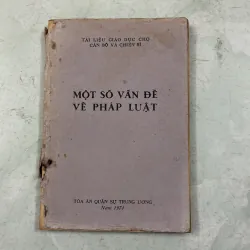 TÀI LIỆU GIÁO DỤC CHO
CÁN BỘ VÀ CHIẾN SĨ
MỘT SỐ VẤN ĐỀ
VỀ PHÁP LUẬT
TÒA ÁN QUÂN SỰ TRUNG ƯƠNG
Năm